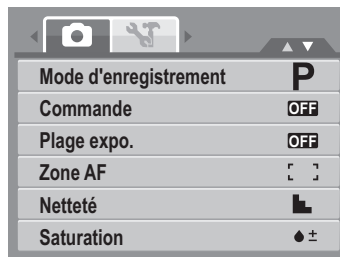 Mode d'enregistrement P
Commande OFF
Plage expo. OFF
Zone AF
Netteté
Saturation